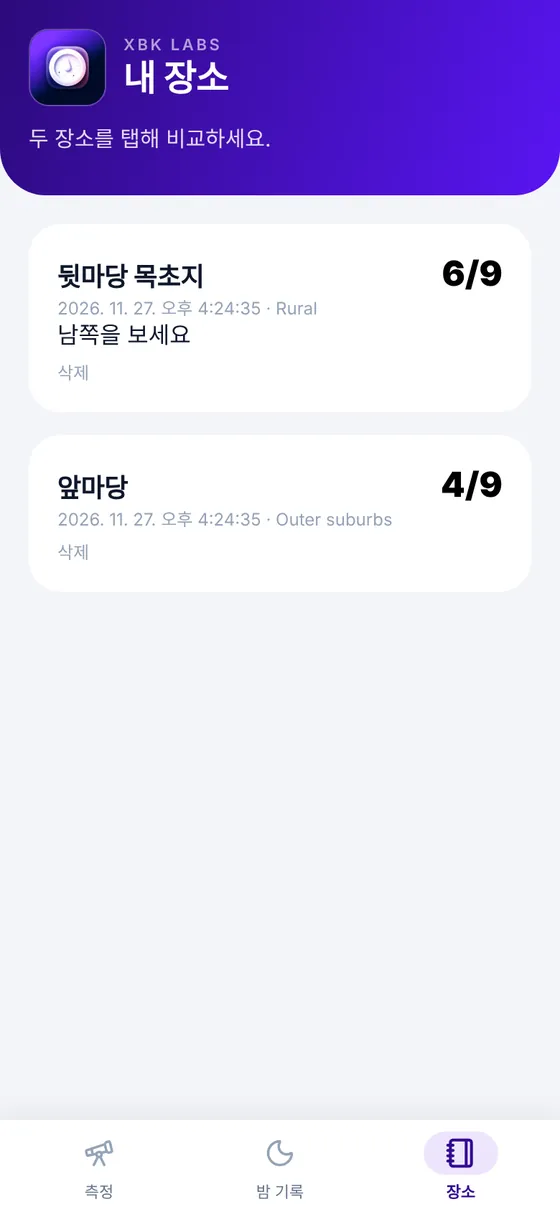 XBK LABS
내 장소
두 장소를 탭해 비교하세요.
뒷마당 목초지
6/9
2026. 11. 27. 오후 4:24:35 · Rural
남쪽을 보세요
삭제
앞마당
4/9
2026. 11. 27. 오후 4:24:35 · Outer suburbs
삭제
측정
밤 기록
장소